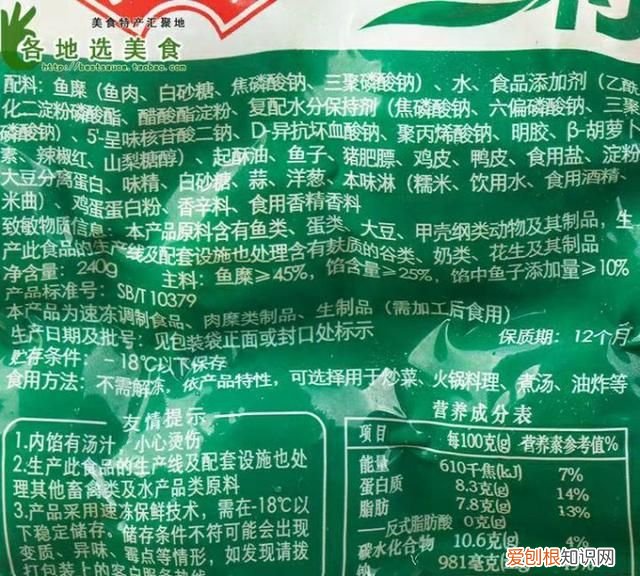 美食特产汇聚地
各地选美食
http://bestsauce.taobao.com
配料：鱼糜（鱼肉、白砂糖、焦磷酸钠、三聚磷酸钠）、水、食品添加剂（乙酰
化二淀粉磷酸酯、醋酸酯淀粉、复配水分保持剂（焦磷酸钠、六偏磷酸钠、三
磷酸钠）、5'-呈味核苷酸二钠、D-异抗坏血酸钠、聚丙烯酸钠、明胶、β-胡萝卜
素、辣椒红、山梨糖醇）、起酥油、鱼子、猪肥膘、鸡皮、鸭皮、食用盐、淀粉
大豆分离蛋白、味精、白砂糖、蒜、洋葱、本味淋（糯米、饮用水、食用酒精、
米曲）、鸡蛋蛋白粉、香辛料、食用香精香料
致敏物质信息：本产品原料含有鱼类、蛋类、大豆、甲壳纲类动物及其制品，生
产此食品的生产线及配套设施也处理含有麸质的谷类、奶类、花生及其制品
净含量：240g 主料：鱼糜≥45%，馅含量≥25%，馅中鱼子添加量≥10%
产品标准号：SB/T 10379
本产品为速冻调制食品、肉糜类制品、生制品（需加工后食用）
生产日期及批号：见包装袋正面或封口处标示 保质期：12个月
贮存条件：-18℃以下保存
食用方法：不需解冻，依产品特性，可选择用于炒菜、火锅料理、煮汤、油炸等
友情提示
1.内馅有汤汁 小心烫伤
2.生产此食品的生产线及配套设施也处
理其他畜禽类及水产品类原料
3.产品采用速冻保鲜技术，需在-18℃以
下稳定储存。储存条件不符可能会出现
变质、异味、霉点等情形，如发现请拨
打包装上的客户服务热线
营养成分表
项目 每100克(g) 营养素参考值%
能量 610千焦(kJ) 7%
蛋白质 8.3克(g) 14%
脂肪 7.8克(g) 13%
——反式脂肪酸 0克(g)
碳水化合物 10.6克(g) 4%
钠 981毫克(mg)
爱刨根知识网